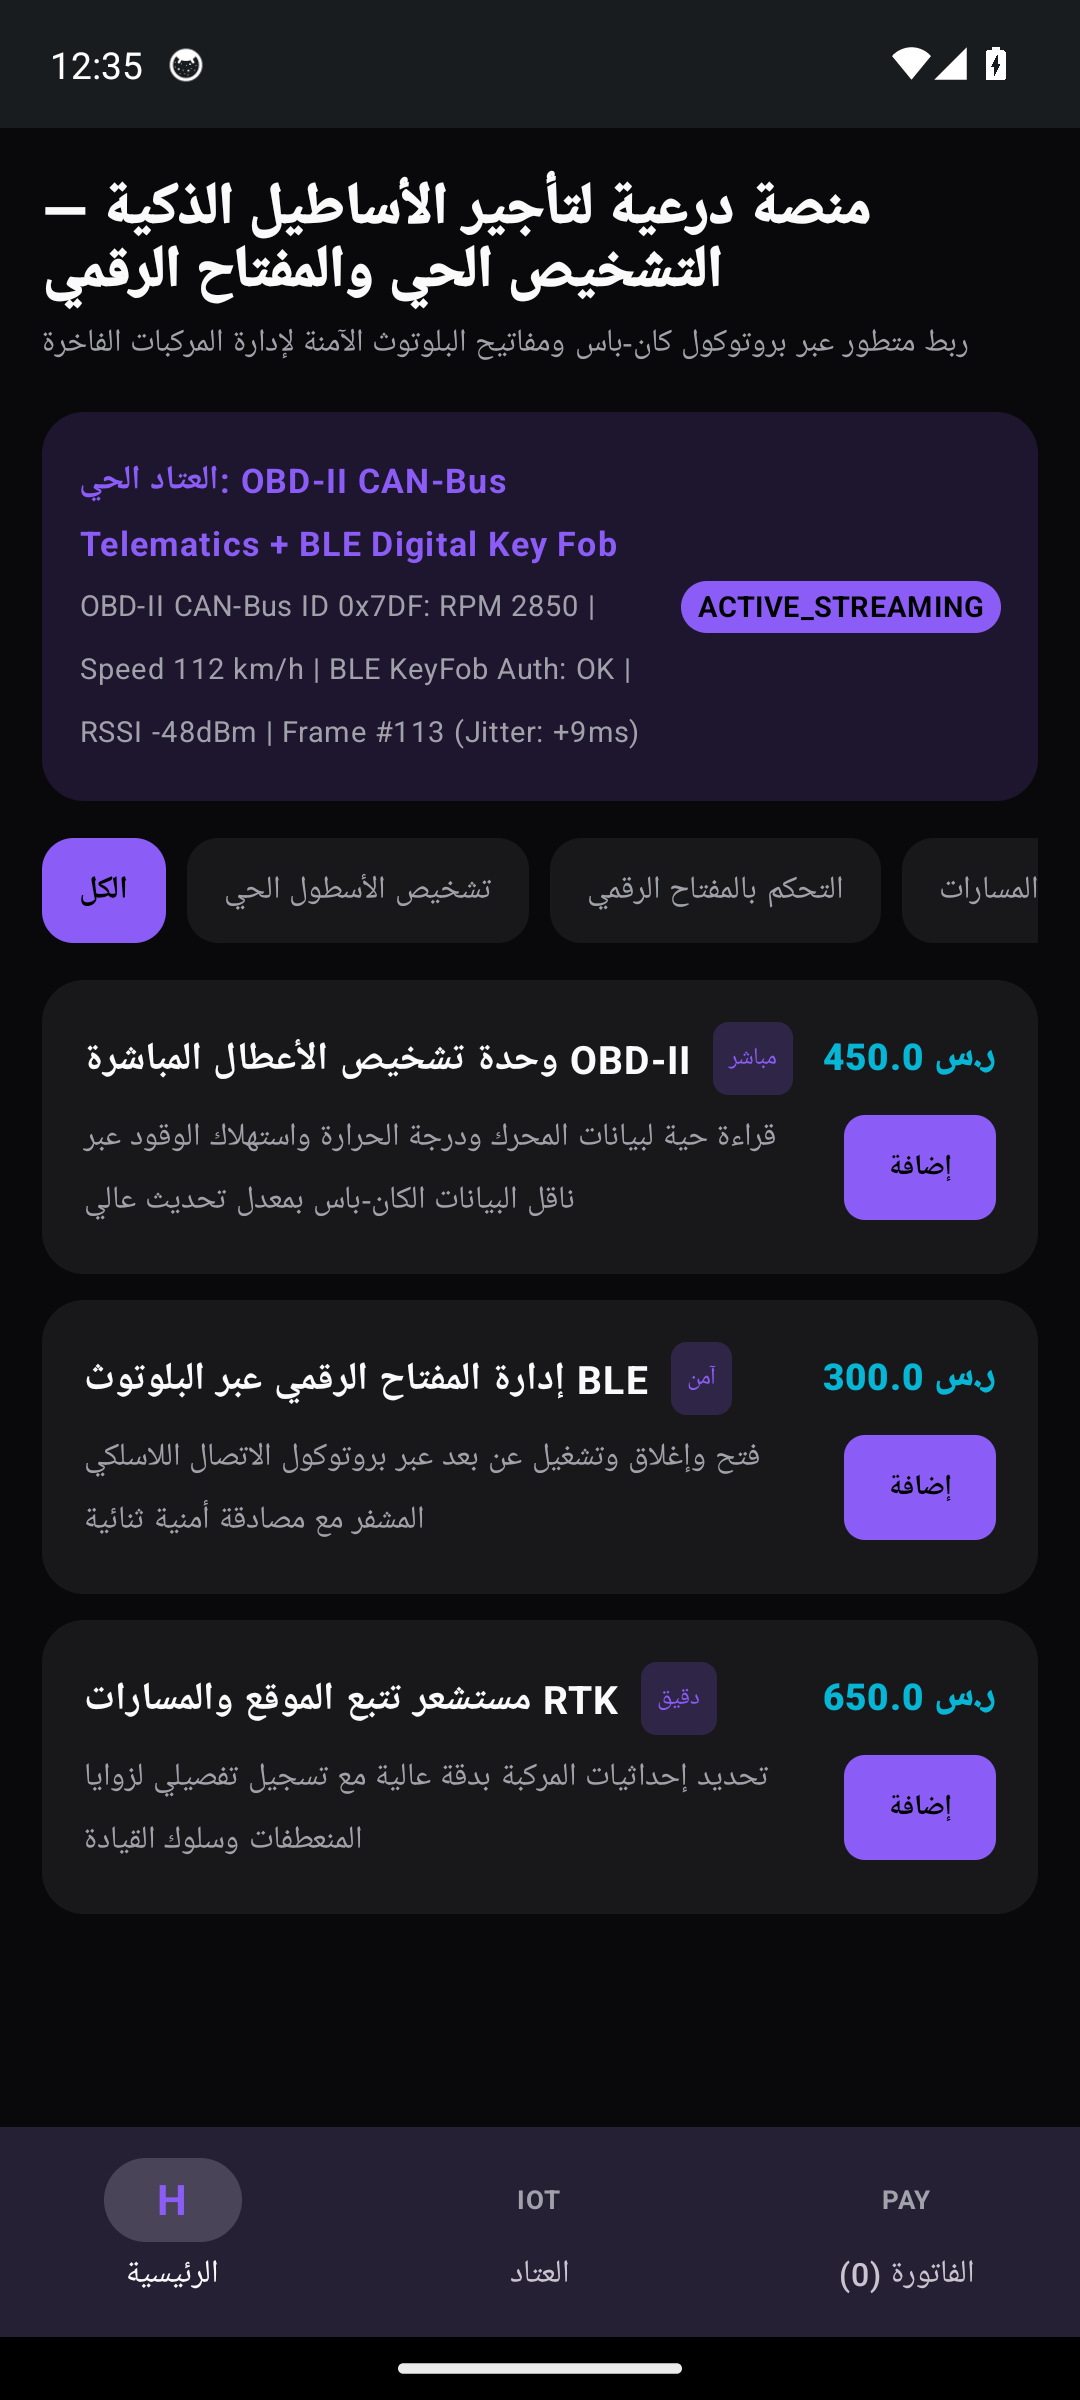 12:35
منصة درعية لتأجير الأساطيل الذكية —
التشخيص الحي والمفتاح الرقمي
ربط متطور عبر بروتوكول كان-باس ومفاتيح البلوتوث الآمنة لإدارة المركبات الفاخرة
العتاد الحي: OBD-II CAN-Bus
Telematics + BLE Digital Key Fob
OBD-II CAN-Bus ID 0x7DF: RPM 2850 |
Speed 112 km/h | BLE KeyFob Auth: OK |
RSSI -48dBm | Frame #113 (Jitter: +9ms)
ACTIVE_STREAMING
الكل
تشخيص الأسطول الحي
التحكم بالمفتاح الرقمي
المسارات
OBD-II وحدة تشخيص الأعطال المباشرة
مباشر
450.0 ر.س
قراءة حية لبيانات المحرك ودرجة الحرارة واستهلاك الوقود عبر
ناقل البيانات الكان-باس بمعدل تحديث عالي
إضافة
BLE إدارة المفتاح الرقمي عبر البلوتوث
آمن
300.0 ر.س
فتح وإغلاق وتشغيل عن بعد عبر بروتوكول الاتصال اللاسلكي
المشفر مع مصادقة أمنية ثنائية
إضافة
RTK مستشعر تتبع الموقع والمسارات
دقيق
650.0 ر.س
تحديد إحداثيات المركبة بدقة عالية مع تسجيل تفصيلي لزوايا
المنعطفات وسلوك القيادة
إضافة
H
الرئيسية
IOT
العتاد
PAY
الفاتورة (0)